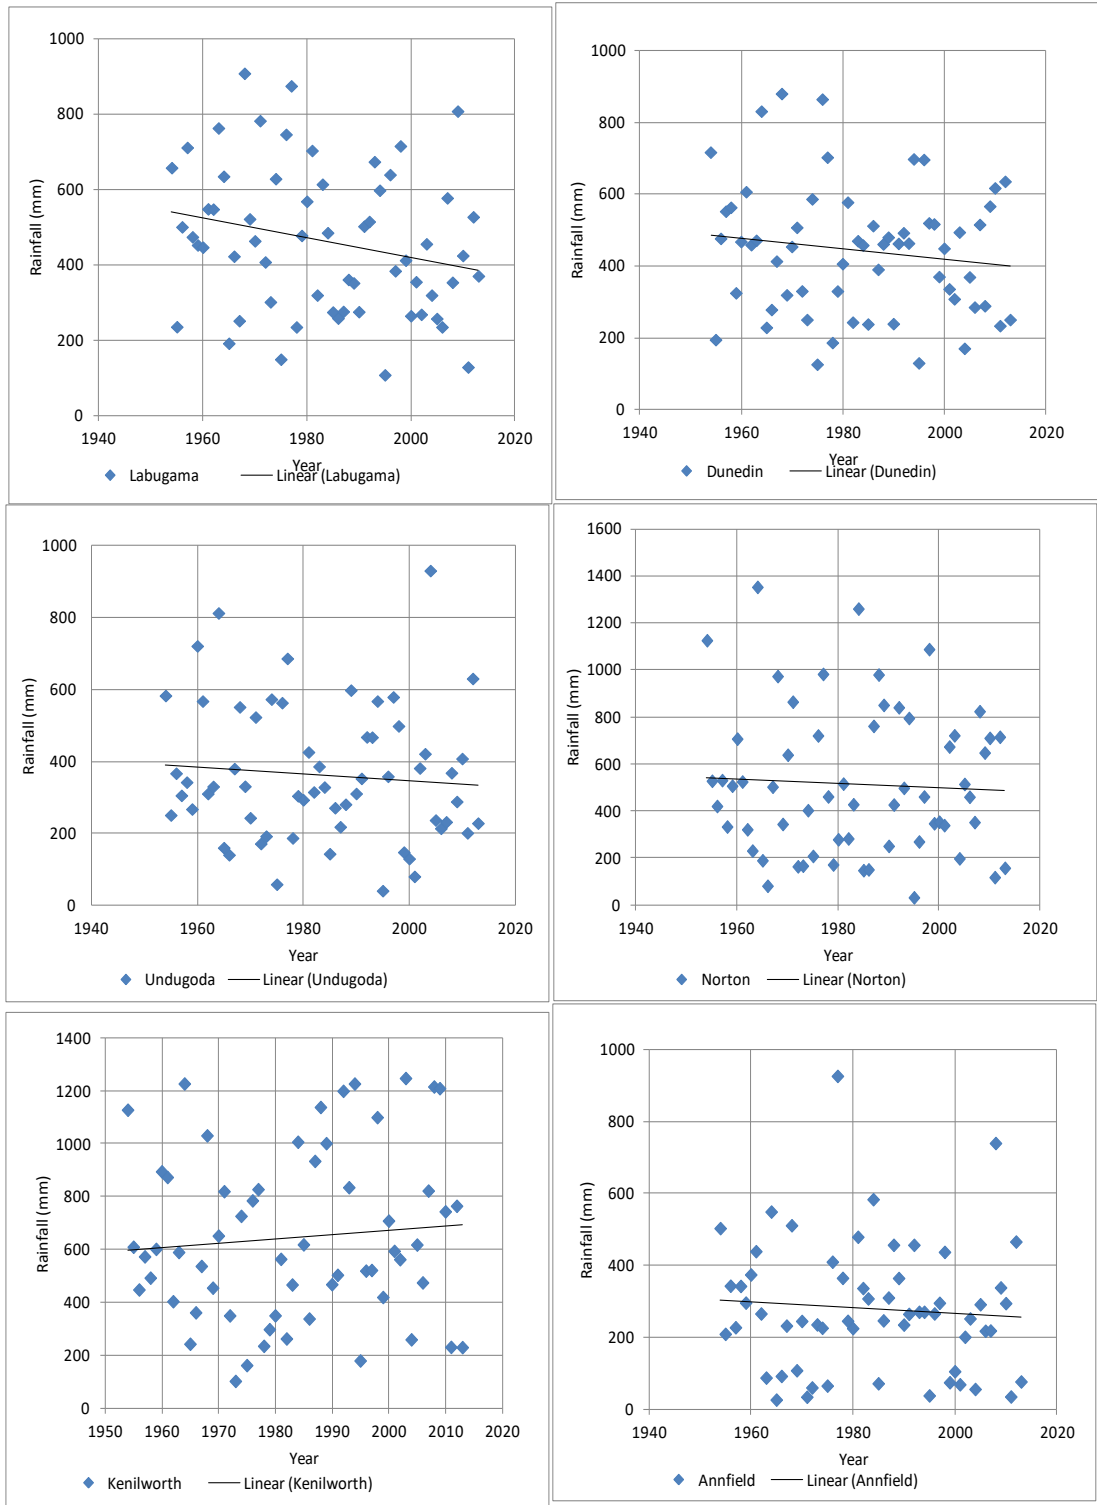 1000
800
600
400
200
0
Rainfall (mm)
1940 1960 1980 2000 2020
Year
Labugama Linear (Labugama)
1000
800
600
400
200
0
Rainfall (mm)
1940 1960 1980 2000 2020
Year
Dunedin Linear (Dunedin)
1000
800
600
400
200
0
Rainfall (mm)
1940 1960 1980 2000 2020
Year
Undugoda Linear (Undugoda)
1600
1400
1200
1000
800
600
400
200
0
Rainfall (mm)
1940 1960 1980 2000 2020
Year
Norton Linear (Norton)
1400
1200
1000
800
600
400
200
0
Rainfall (mm)
1950 1960 1970 1980 1990 2000 2010 2020
Year
Kenilworth Linear (Kenilworth)
1000
800
600
400
200
0
Rainfall (mm)
1940 1960 1980 2000 2020
Year
Annfield Linear (Annfield)